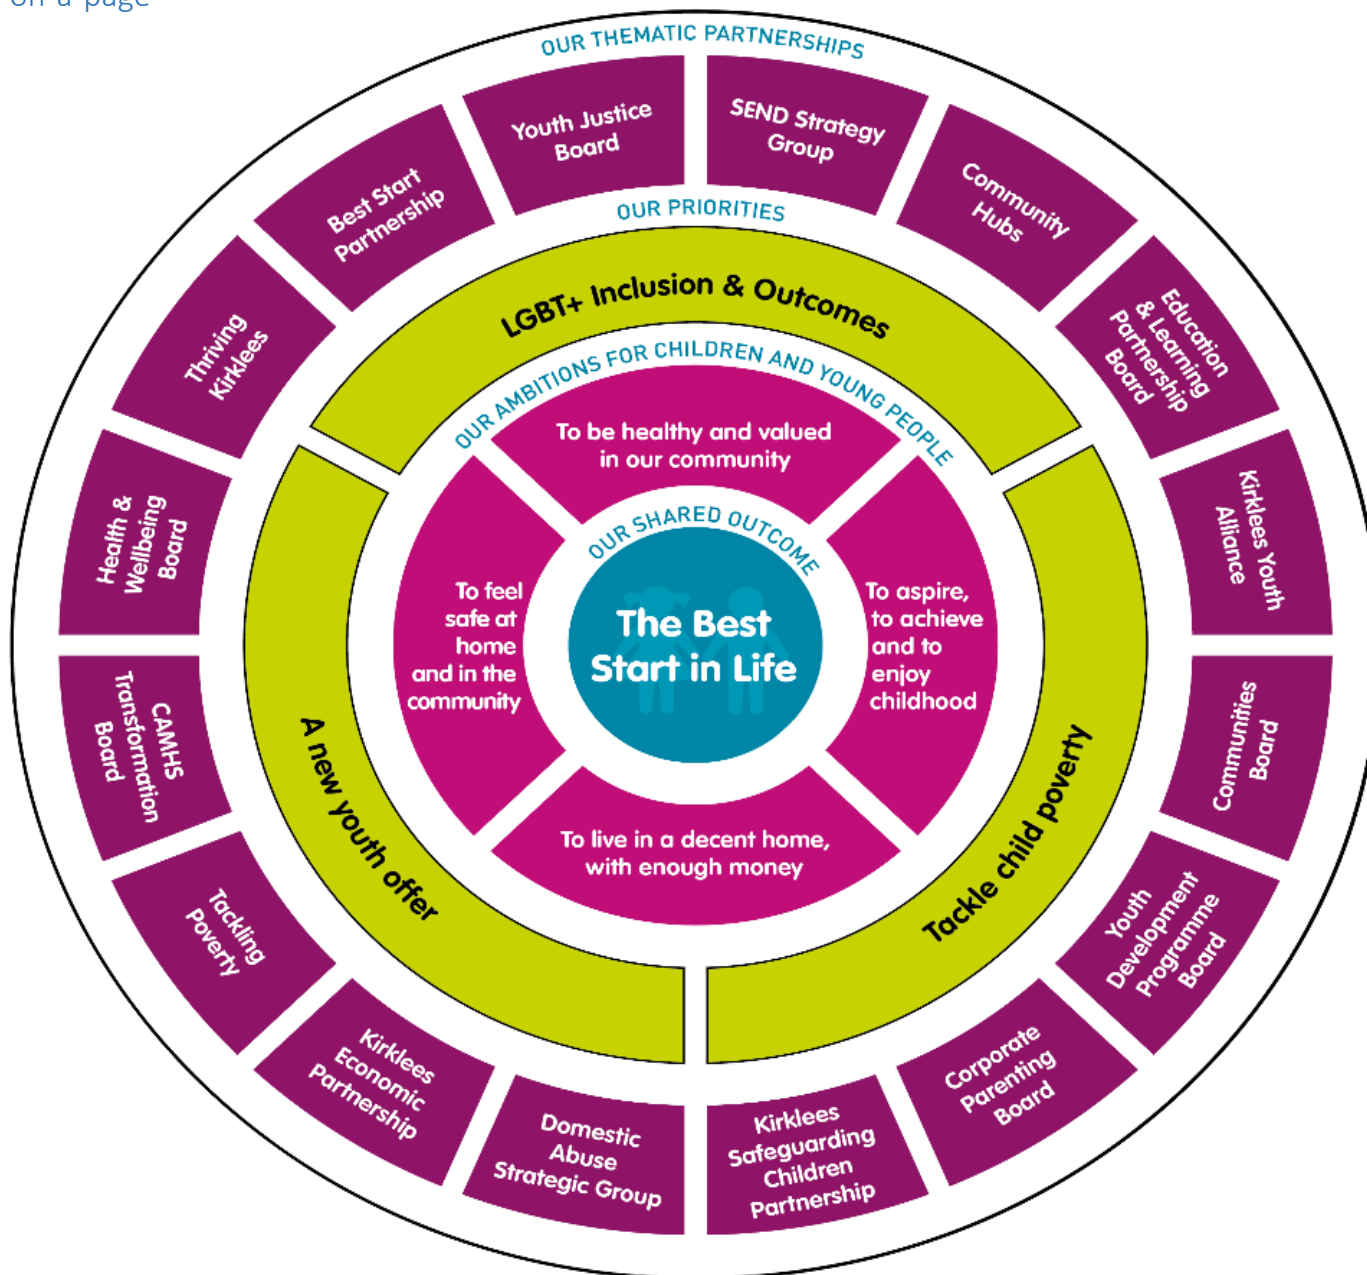 on a page
OUR THEMATIC PARTNERSHIPS
Youth Justice
Board
SEND Strategy
Group
Community
Hubs
Education
& Learning
Partnership
Board
Kirklees Youth
Alliance
Communities
Board
Youth
Development
Programme
Board
Corporate
Parenting
Board
Kirklees
Safeguarding
Children
Partnership
Domestic
Abuse
Strategic Group
Kirklees
Economic
Partnership
Tackling
Poverty
CAMHS
Transformation
Board
Health &
Wellbeing
Board
Thriving
Kirklees
Best Start
Partnership
OUR PRIORITIES
LGBT+ Inclusion & Outcomes
Tackle child poverty
A new youth offer
OUR AMBITIONS FOR CHILDREN AND YOUNG PEOPLE
To be healthy and valued
in our community
To aspire,
to achieve
and to
enjoy
childhood
To live in a decent home,
with enough money
To feel
safe at
home
and in the
community
OUR SHARED OUTCOME
The Best
Start in Life